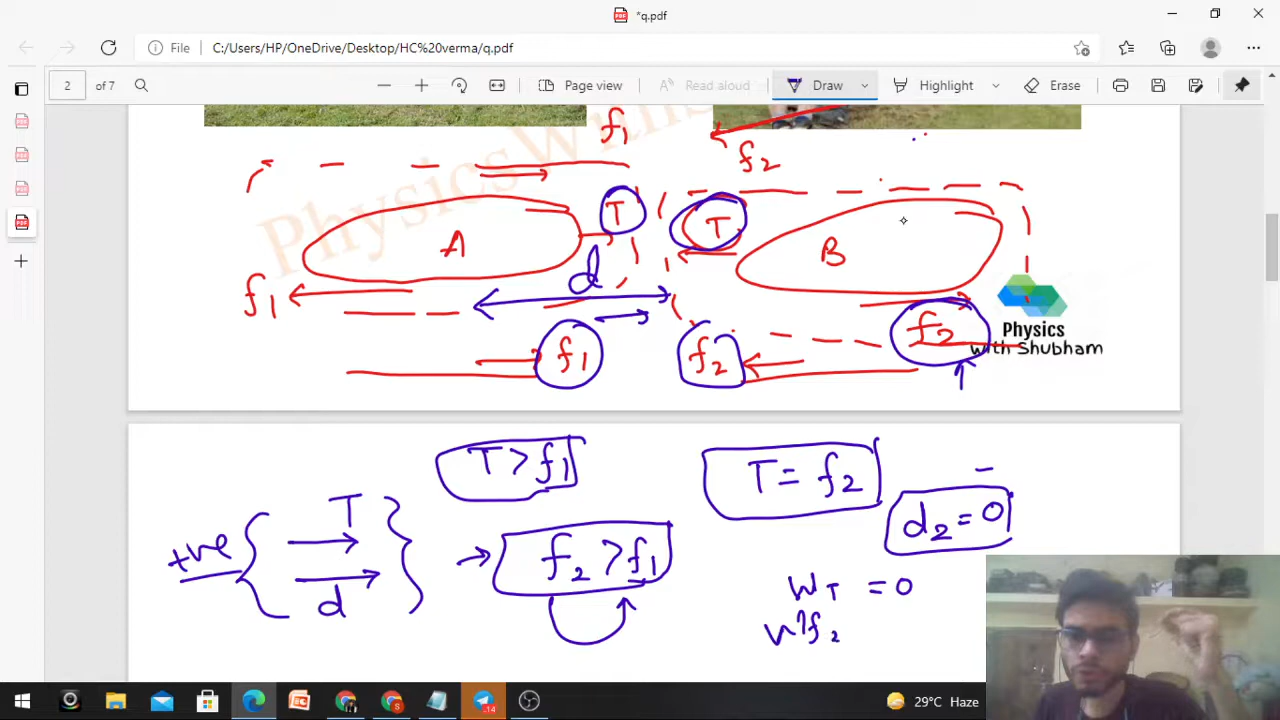 *q.pdf
File C:/Users/HP/OneDrive/Desktop/HC%20verma/q.pdf
2 of 7 Page view Read aloud Draw Highlight Erase
f1
f2
T T
A B
d
f1
f1 f2 f2
Physics
with Shubham
T > f1 T = f2
T d2 = 0
+ve
f2 > f1
d WT = 0
f2
14
29°C Haze